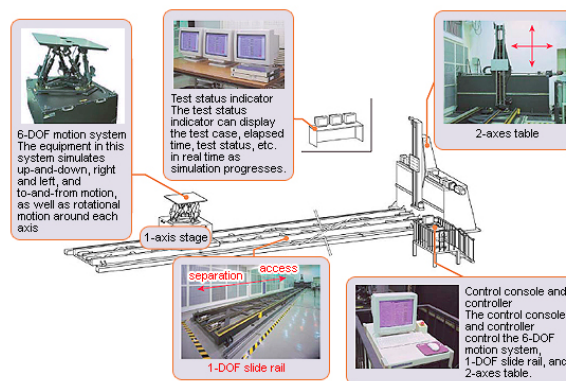 6-DOF motion system
The equipment in this
system simulates
up-and-down, right
and left, and
to-and-from motion,
as well as rotational
motion around each
axis
Test status indicator
The test status
indicator can display
the test case, elapsed
time, test status, etc.
in real time as
simulation progresses.
2-axes table
1-axis stage
separation
access
1-DOF slide rail
Control console and
controller
The control console
and controller
control the 6-DOF
motion system,
1-DOF slide rail, and
2-axes table.